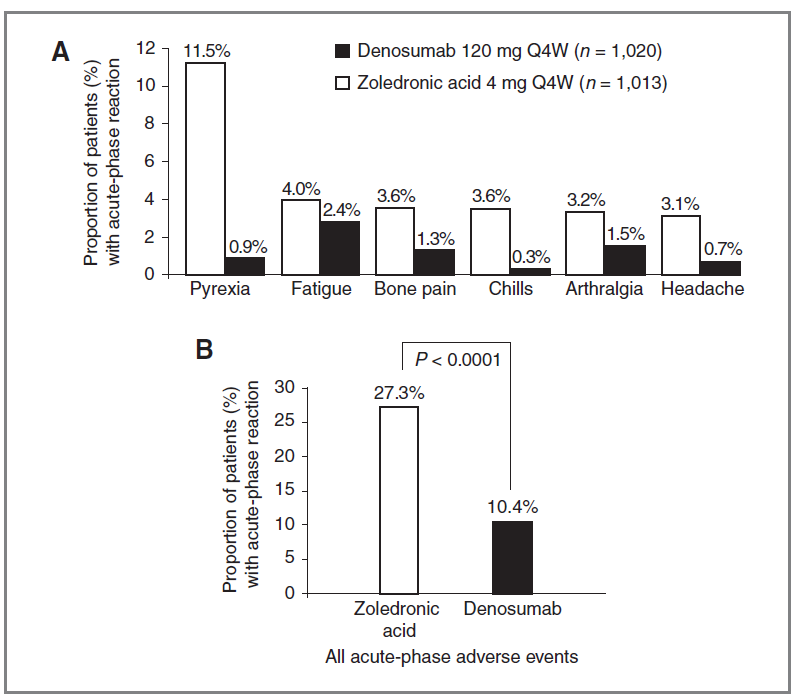 A
Proportion of patients (%)
with acute-phase reaction
12
10
8
6
4
2
0
Denosumab 120 mg Q4W (n = 1,020)
Zoledronic acid 4 mg Q4W (n = 1,013)
11.5%
0.9%
4.0%
2.4%
3.6%
1.3%
3.6%
0.3%
3.2%
1.5%
3.1%
0.7%
Pyrexia Fatigue Bone pain Chills Arthralgia Headache
B
Proportion of patients (%)
with acute-phase reaction
30
25
20
15
10
5
0
P < 0.0001
27.3%
10.4%
Zoledronic
acid
Denosumab
All acute-phase adverse events